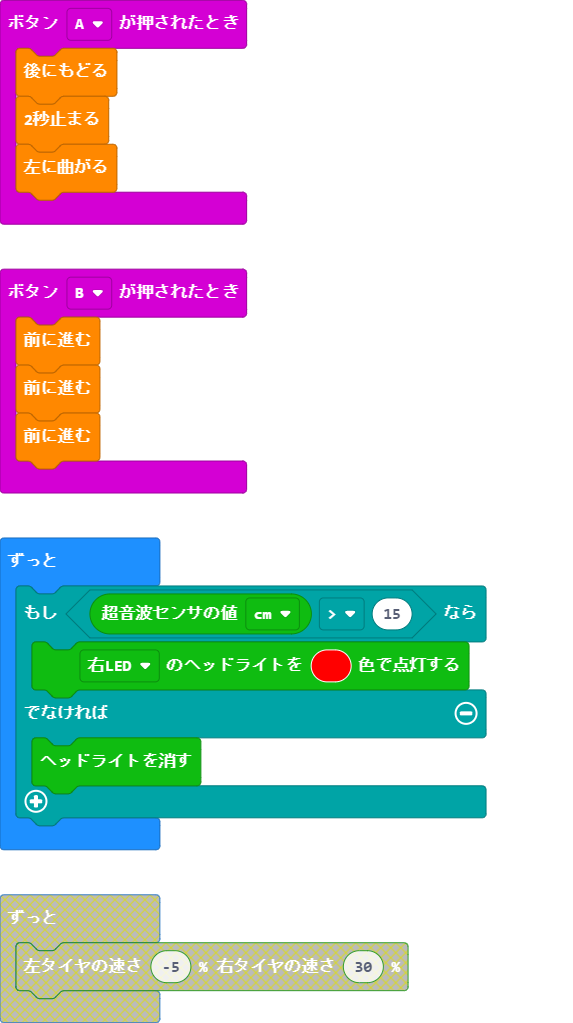 ボタン A が押されたとき
後にもどる
2秒止まる
左に曲がる
ボタン B が押されたとき
前に進む
前に進む
前に進む
ずっと
もし 超音波センサの値 cm > 15 なら
右LED のヘッドライトを 色で点灯する
でなければ
ヘッドライトを消す
ずっと
左タイヤの速さ -5 % 右タイヤの速さ 30 %